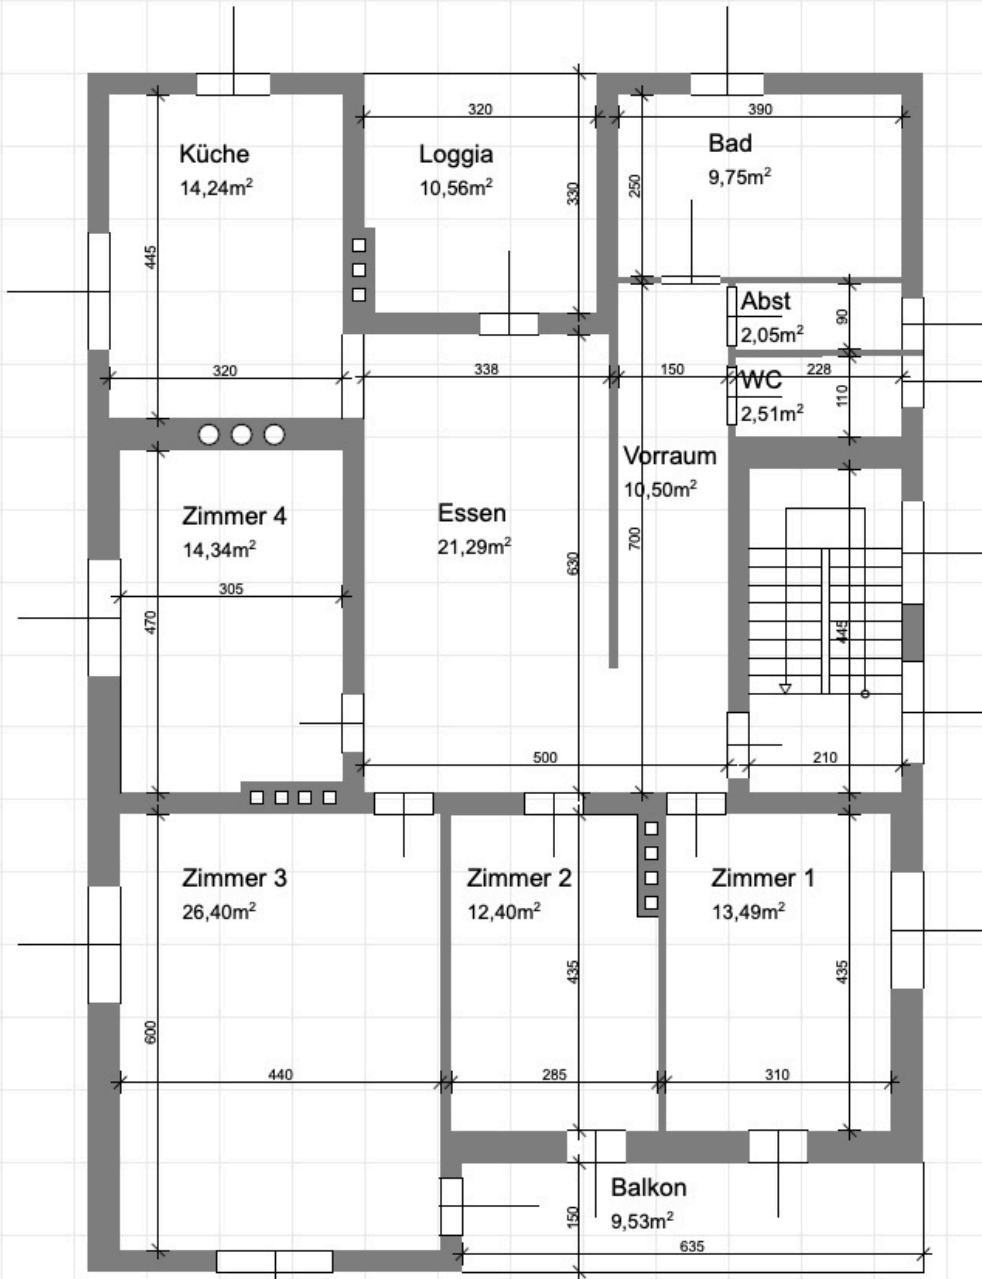 320
390
Küche
14,24m²
Loggia
10,56m²
Bad
9,75m²
330
250
445
Abst
2,05m²
90
320
338
150
228
WC
2,51m²
110
Vorraum
10,50m²
Zimmer 4
14,34m²
Essen
21,29m²
700
630
305
470
445
500
210
Zimmer 3
26,40m²
Zimmer 2
12,40m²
Zimmer 1
13,49m²
435
435
600
440
285
310
Balkon
9,53m²
150
635